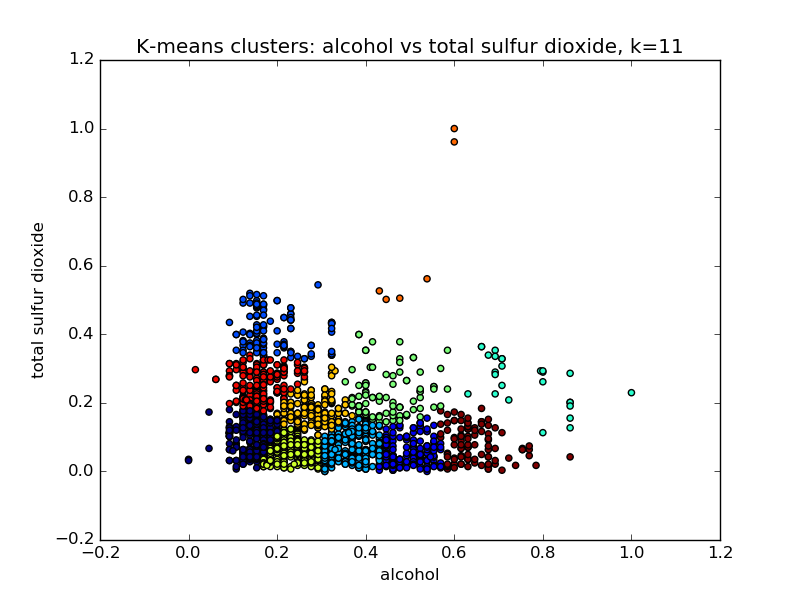 K-means clusters: alcohol vs total sulfur dioxide, k=11
1.2
1.0
0.8
0.6
0.4
0.2
0.0
−0.2
total sulfur dioxide
−0.2 0.0 0.2 0.4 0.6 0.8 1.0 1.2
alcohol